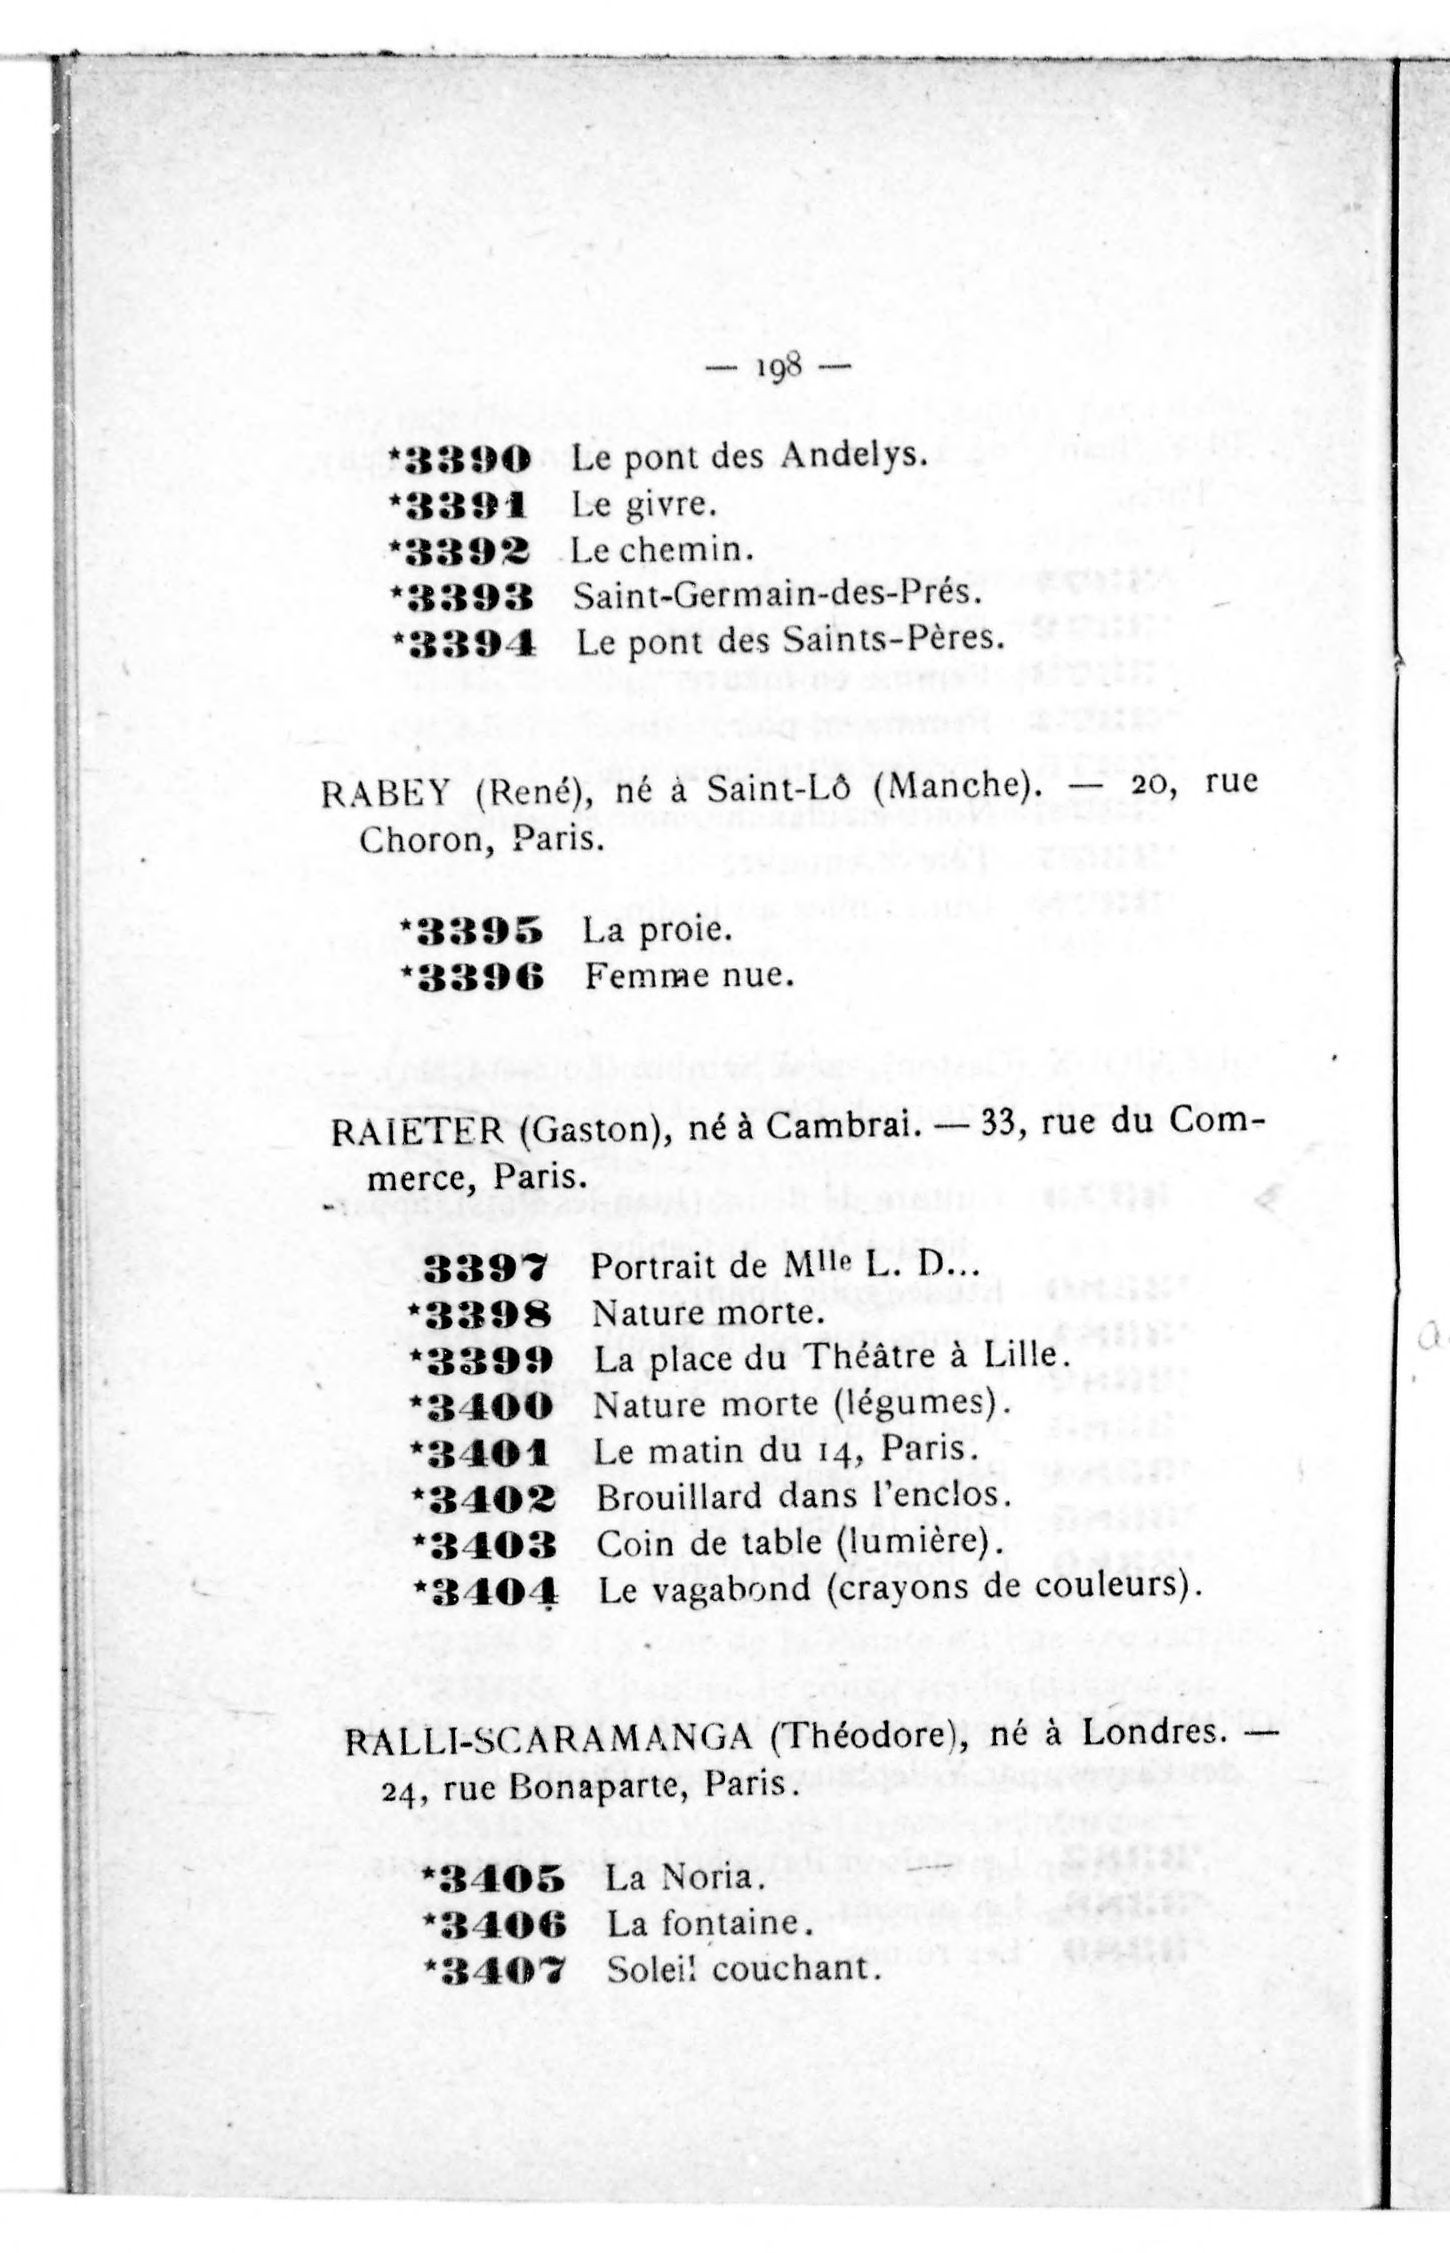 — 198 —
*3390 Le pont des Andelys.
*3391 Le givre.
*3392 Le chemin.
*3393 Saint-Germain-des-Prés.
*3394 Le pont des Saints-Pères.
RABEY (René), né à Saint-Lô (Manche). — 20, rue
Choron, Paris.
*3395 La proie.
*3396 Femme nue.
RAIETER (Gaston), né à Cambrai. — 33, rue du Com-
merce, Paris.
3397 Portrait de Mlle L. D...
*3398 Nature morte.
*3399 La place du Théâtre à Lille.
*3400 Nature morte (légumes).
*3401 Le matin du 14, Paris.
*3402 Brouillard dans l'enclos.
*3403 Coin de table (lumière).
*3404 Le vagabond (crayons de couleurs).
RALLI-SCARAMANGA (Théodore), né à Londres. —
24, rue Bonaparte, Paris.
*3405 La Noria.
*3406 La fontaine.
*3407 Soleil couchant.